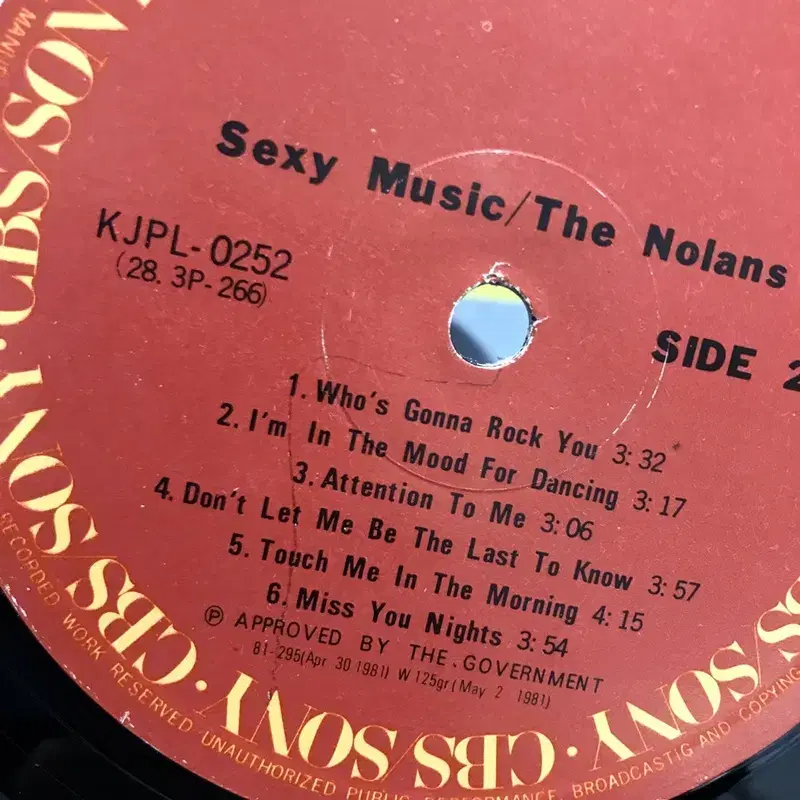 Sexy Music/The Nolans
KJPL-0252
(28. 3P-266)
SIDE 2
1. Who's Gonna Rock You 3:32
2. I'm In The Mood For Dancing 3:17
3. Attention To Me 3:06
4. Don't Let Me Be The Last To Know 3:57
5. Touch Me In The Morning 4:15
6. Miss You Nights 3:54
Ⓟ APPROVED BY THE.GOVERNMENT
81-295(Apr 30 1981) W 125gr(May 2 1981)
CBS/SONY·CBS/SONY·CBS/SONY·CBS/SONY
RECORDED WORK RESERVED·UNAUTHORIZED PUBLIC PERFORMANCE BROADCASTIG AND COPYING